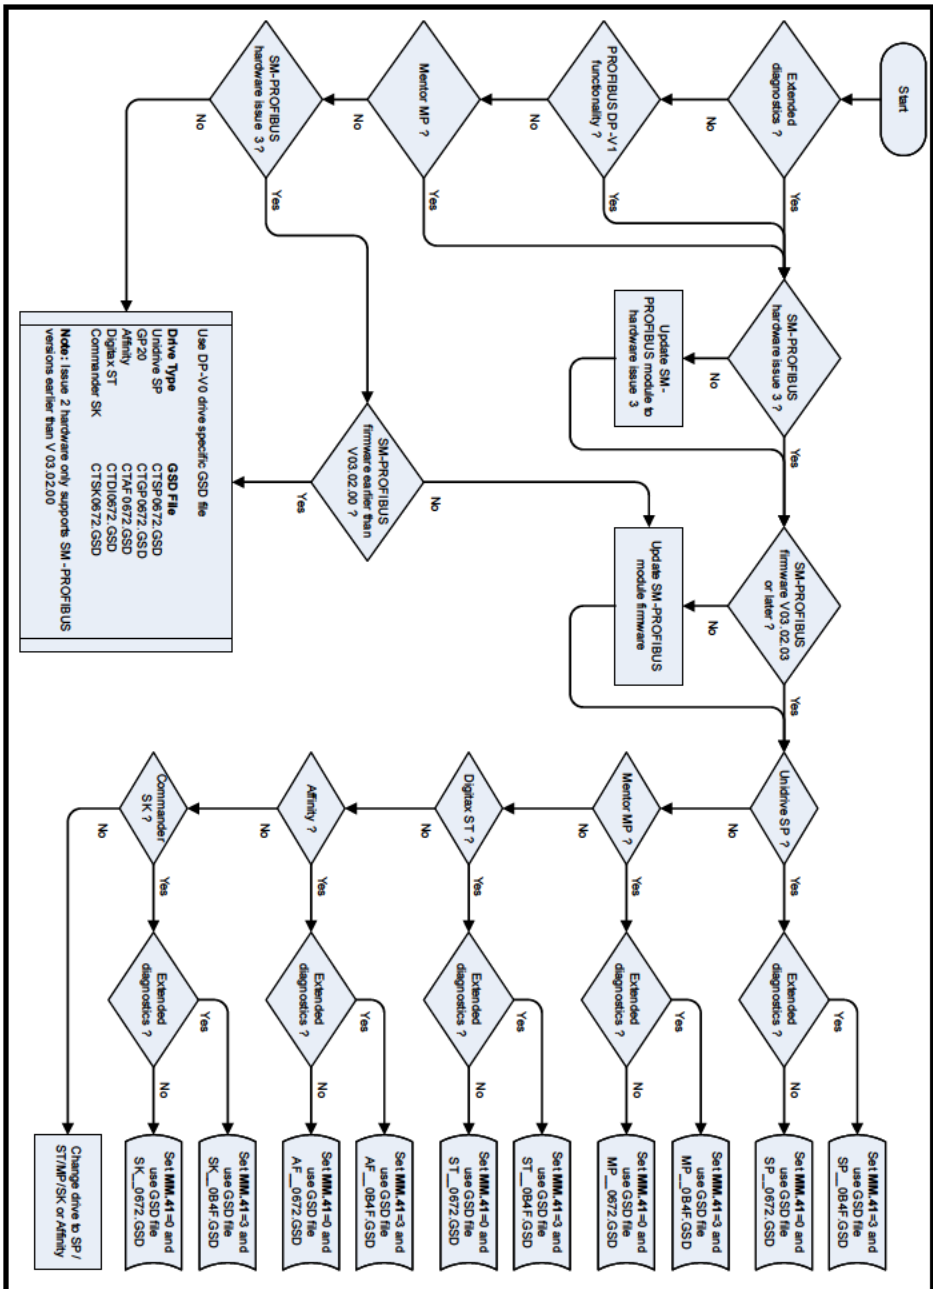 Start
Extended
diagnostics ?
No
Yes
PROFIBUS DP-V1
functionality ?
No
Yes
Mentor MP ?
No
Yes
SM-PROFIBUS
hardware issue 3 ?
No
Yes
SM-PROFIBUS
hardware issue 3 ?
No
Yes
Update SM-
PROFIBUS module to
hardware issue 3
SM-PROFIBUS
firmware earlier than
V03.02.00 ?
Yes
No
Use DP-V0 drive specific GSD file
Drive Type GSD File
Unidrive SP CTSP0672.GSD
GP20 CTGP0672.GSD
Affinity CTAF0672.GSD
Digitax ST CTDI0672.GSD
Commander SK CTSK0672.GSD
Note: Issue 2 hardware only supports SM-PROFIBUS
versions earlier than V 03.02.00
SM-PROFIBUS
firmware V03.02.03
or later ?
No
Yes
Update SM-PROFIBUS
module firmware
Unidrive SP ?
No
Yes
Mentor MP ?
No
Yes
Digitax ST ?
No
Yes
Affinity ?
No
Yes
Commander
SK ?
No
Yes
Extended
diagnostics ?
Yes
No
Extended
diagnostics ?
Yes
No
Extended
diagnostics ?
Yes
No
Extended
diagnostics ?
Yes
No
Extended
diagnostics ?
Yes
No
Set MM.41=3 and
use GSD file
SP__0B4F.GSD
Set MM.41=0 and
use GSD file
SP__0672.GSD
Set MM.41=3 and
use GSD file
MP__0B4F.GSD
Set MM.41=0 and
use GSD file
MP__0672.GSD
Set MM.41=3 and
use GSD file
ST__0B4F.GSD
Set MM.41=0 and
use GSD file
ST__0672.GSD
Set MM.41=3 and
use GSD file
AF__0B4F.GSD
Set MM.41=0 and
use GSD file
AF__0672.GSD
Set MM.41=3 and
use GSD file
SK__0B4F.GSD
Set MM.41=0 and
use GSD file
SK__0672.GSD
Change drive to SP /
ST/MP/SK or Affinity